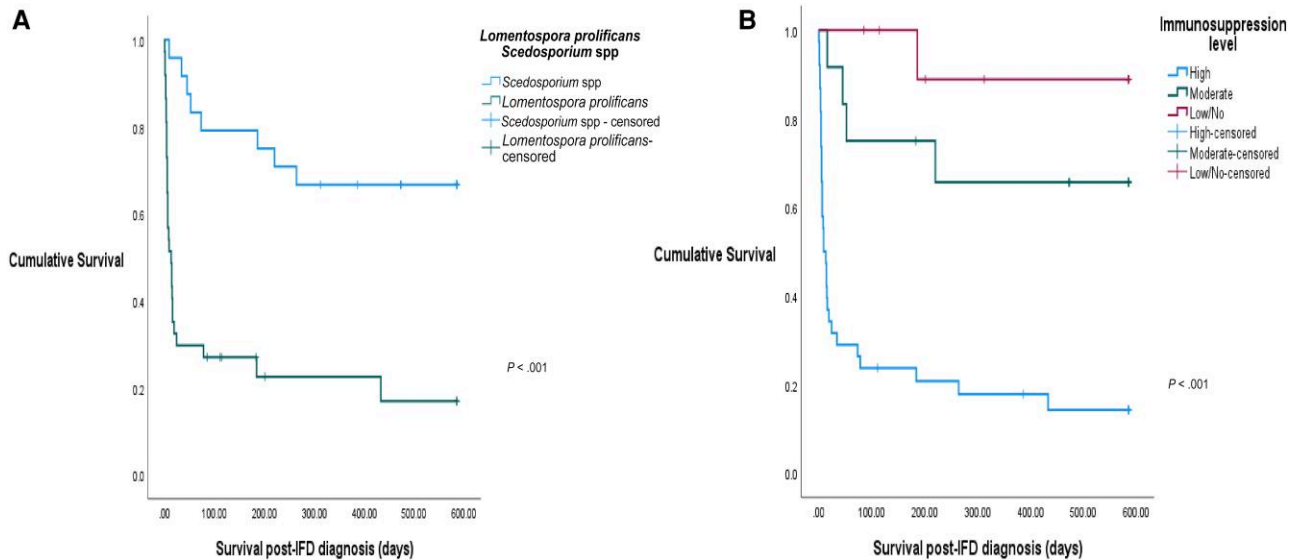 A
Lomentospora prolificans
Scedosporium spp
Scedosporium spp
Lomentospora prolificans
Scedosporium spp - censored
Lomentospora prolificans-
censored
1.0
0.8
0.6
Cumulative Survival
0.4
0.2
0.0
P < .001
.00 100.00 200.00 300.00 400.00 500.00 600.00
Survival post-IFD diagnosis (days)
B
Immunosuppression
level
High
Moderate
Low/No
High-censored
Moderate-censored
Low/No-censored
1.0
0.8
0.6
Cumulative Survival
0.4
0.2
0.0
P < .001
.00 100.00 200.00 300.00 400.00 500.00 600.00
Survival post-IFD diagnosis (days)